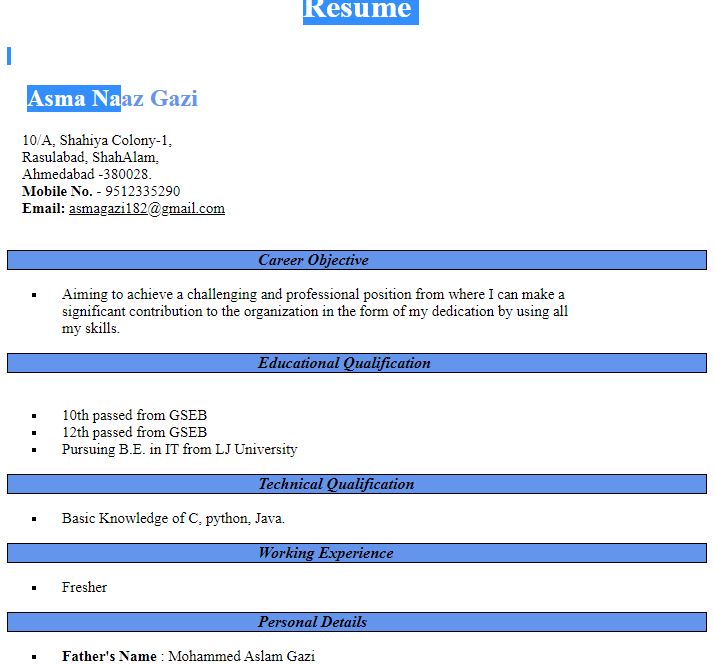 Resume
Asma Naaz Gazi
10/A, Shahiya Colony-1,
Rasulabad, ShahAlam,
Ahmedabad -380028.
Mobile No. - 9512335290
Email: asmagazi182@gmail.com
Career Objective
Aiming to achieve a challenging and professional position from where I can make a
significant contribution to the organization in the form of my dedication by using all
my skills.
Educational Qualification
10th passed from GSEB
12th passed from GSEB
Pursuing B.E. in IT from LJ University
Technical Qualification
Basic Knowledge of C, python, Java.
Working Experience
Fresher
Personal Details
Father's Name : Mohammed Aslam Gazi